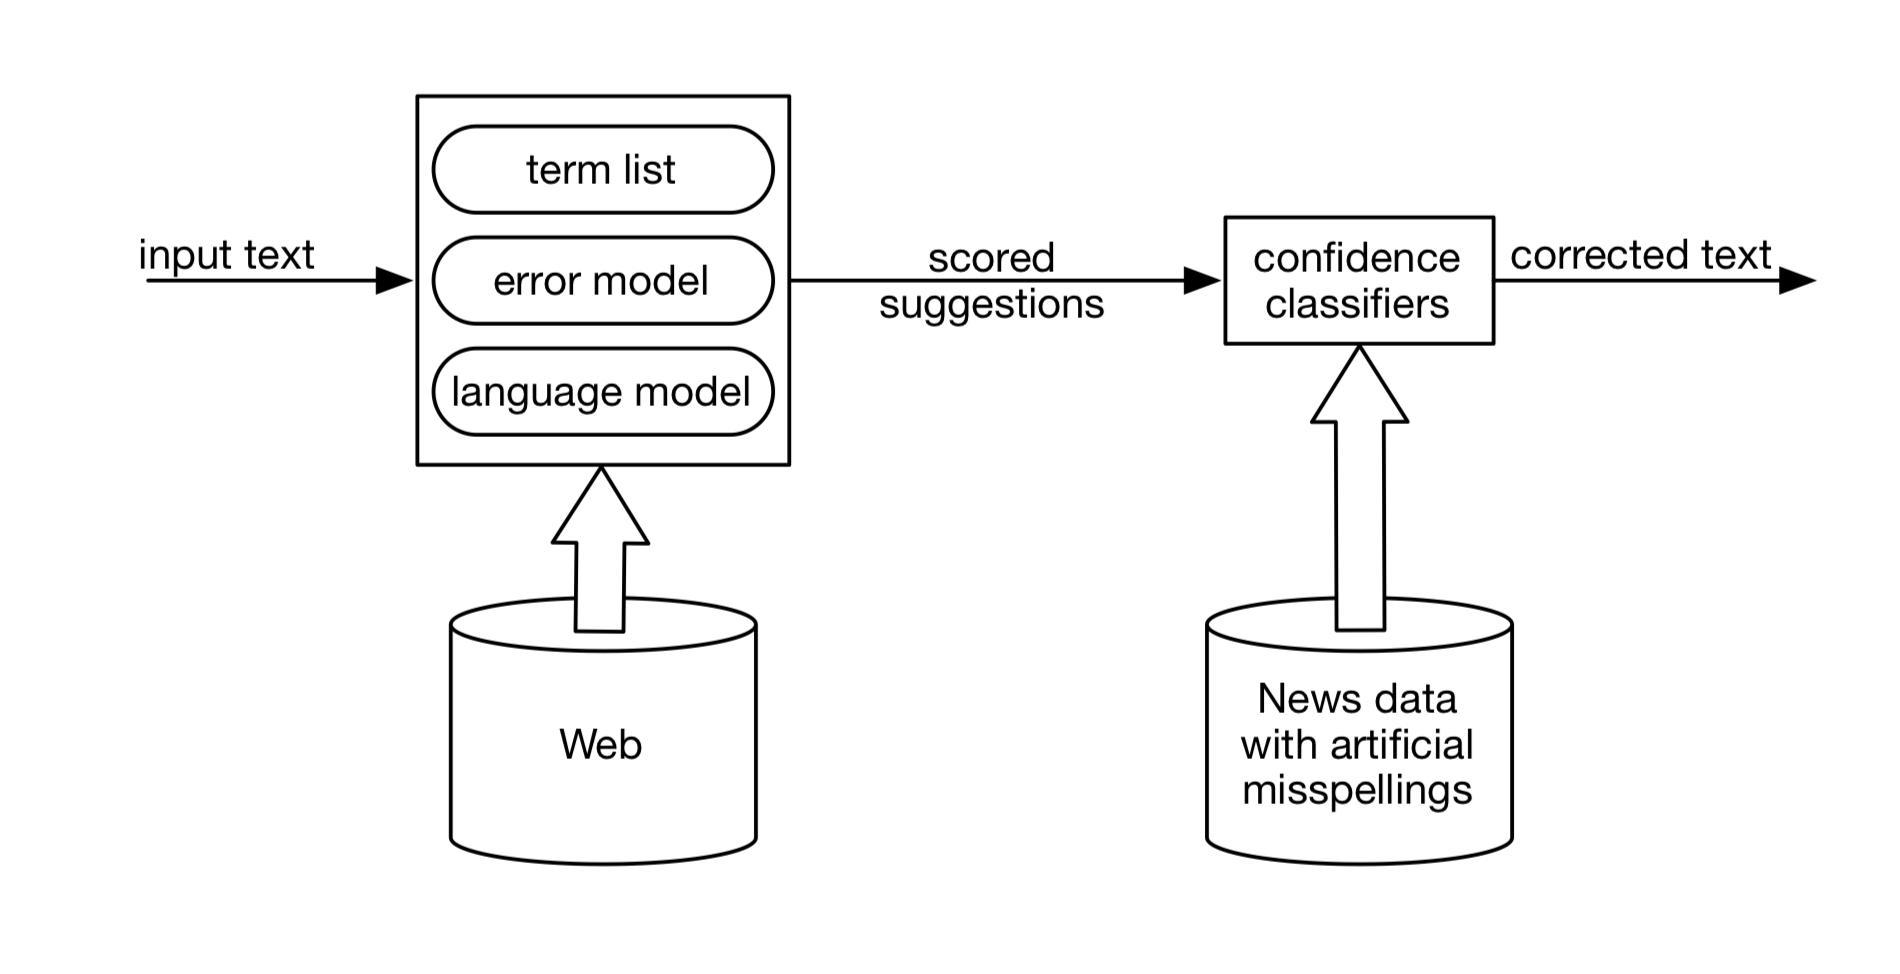 term list
input text
error model
language model
scored
suggestions
confidence
classifiers
corrected text
Web
News data
with artificial
misspellings